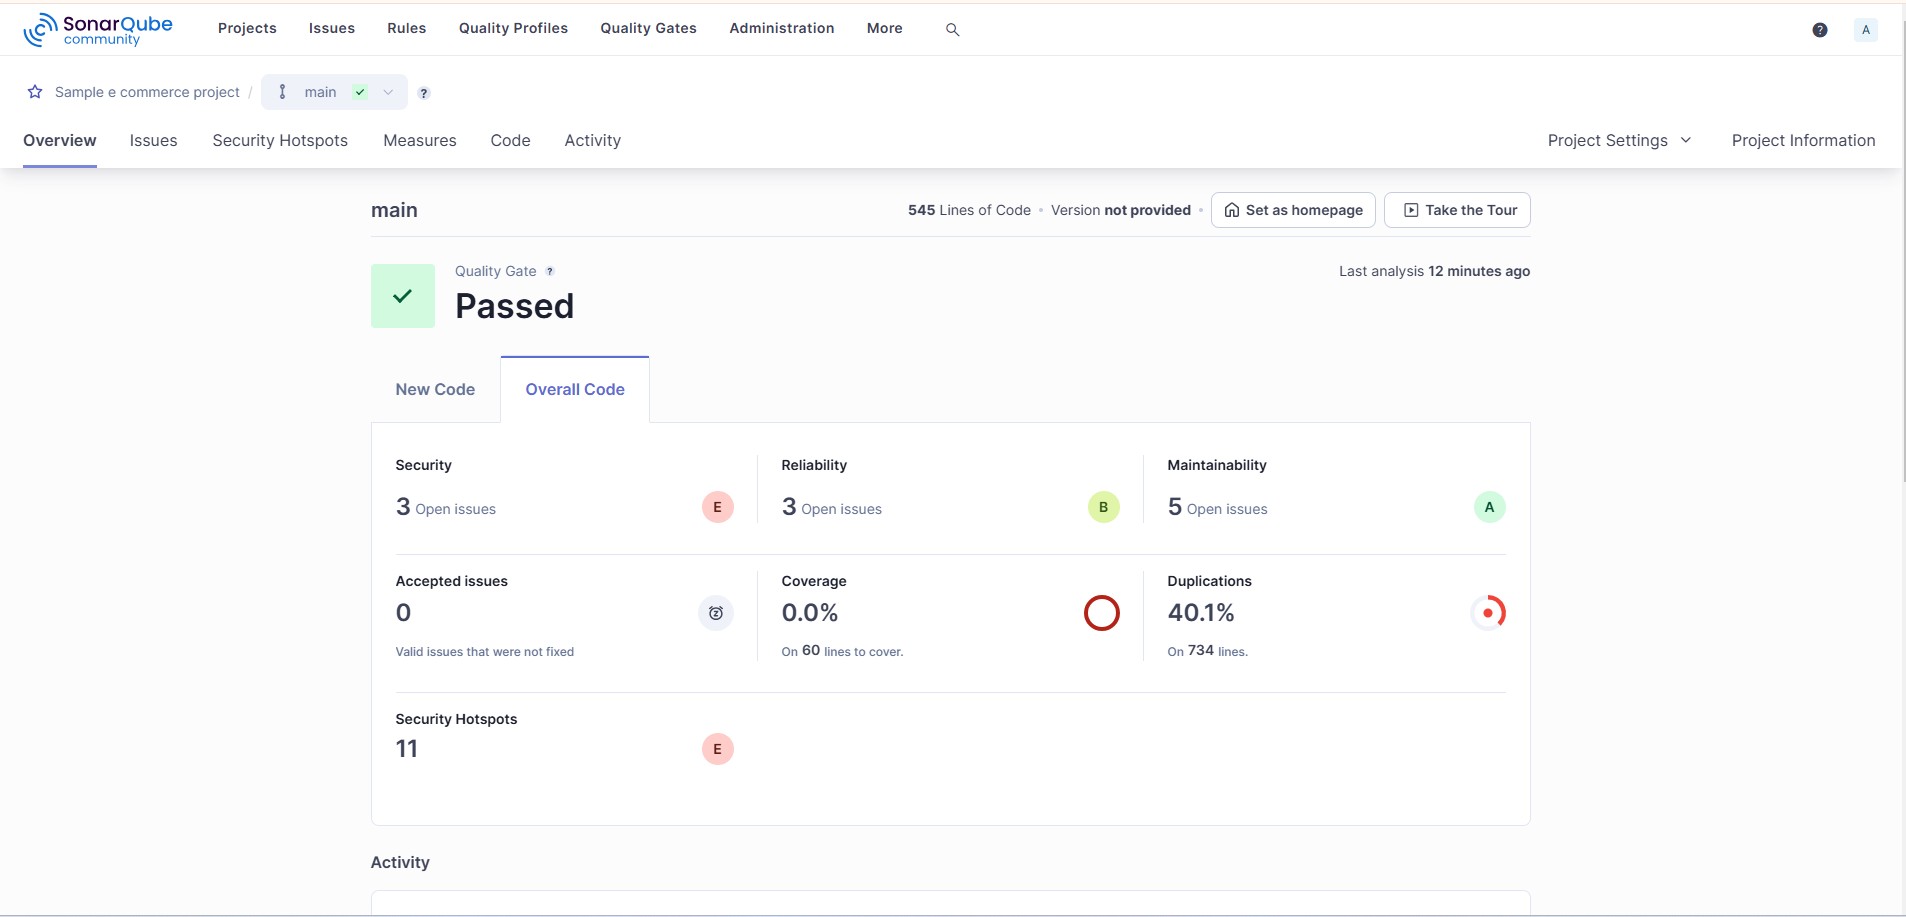 SonarQube
community
Projects Issues Rules Quality Profiles Quality Gates Administration More ? A
Sample e commerce project / main ?
Overview Issues Security Hotspots Measures Code Activity Project Settings Project Information
main 545 Lines of Code • Version not provided • Set as homepage Take the Tour
Quality Gate ? Last analysis 12 minutes ago
Passed
New Code Overall Code
Security Reliability Maintainability
3 Open issues E 3 Open issues B 5 Open issues A
Accepted issues Coverage Duplications
0 0.0% 40.1%
Valid issues that were not fixed On 60 lines to cover. On 734 lines.
Security Hotspots
11 E
Activity